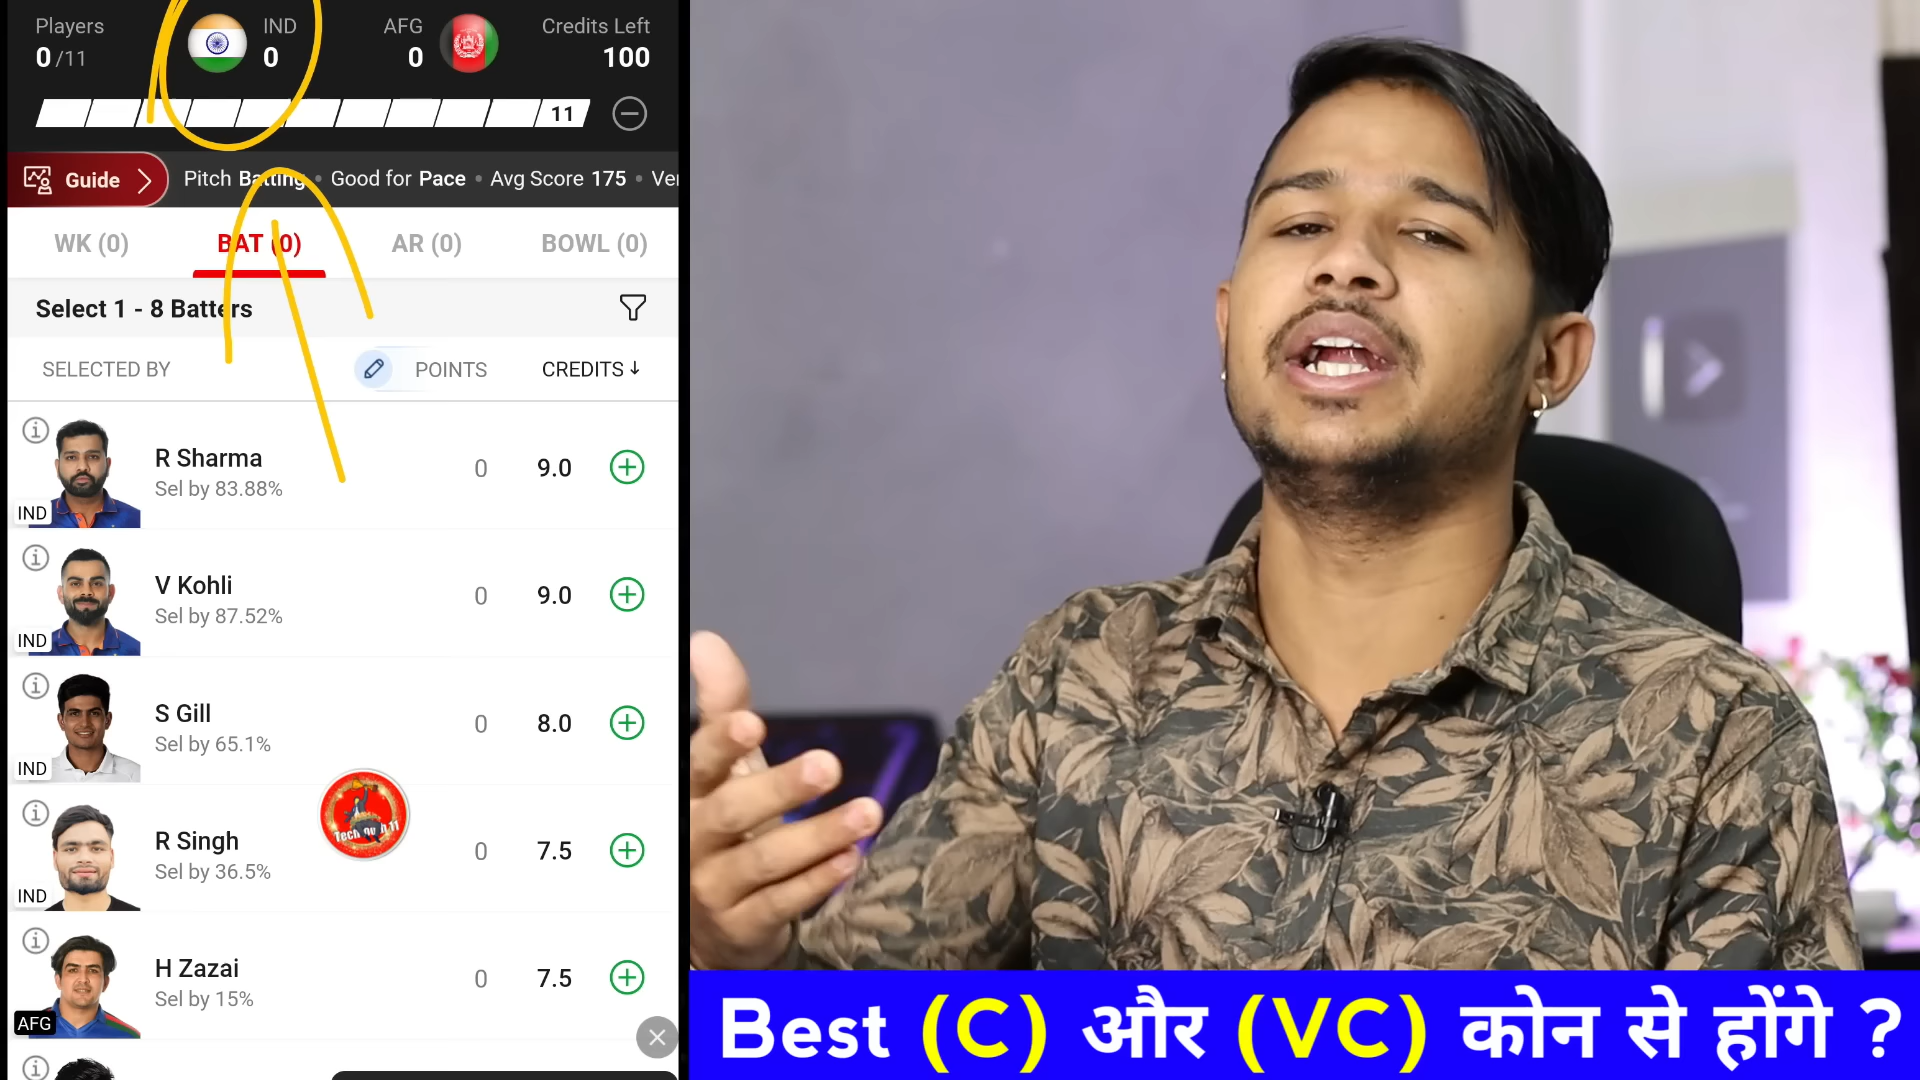 Players IND AFG Credits Left
0/11 0 0 100
11
Guide Pitch Batting • Good for Pace • Avg Score 175 • Ver
WK (0) BAT (0) AR (0) BOWL (0)
Select 1 - 8 Batters
SELECTED BY POINTS CREDITS↓
R Sharma 0 9.0
Sel by 83.88%
IND
V Kohli 0 9.0
Sel by 87.52%
IND
S Gill 0 8.0
Sel by 65.1%
IND
R Singh 0 7.5
Sel by 36.5%
IND
H Zazai 0 7.5
Sel by 15%
AFG
Best (C) और (VC) कोन से होंगे ?